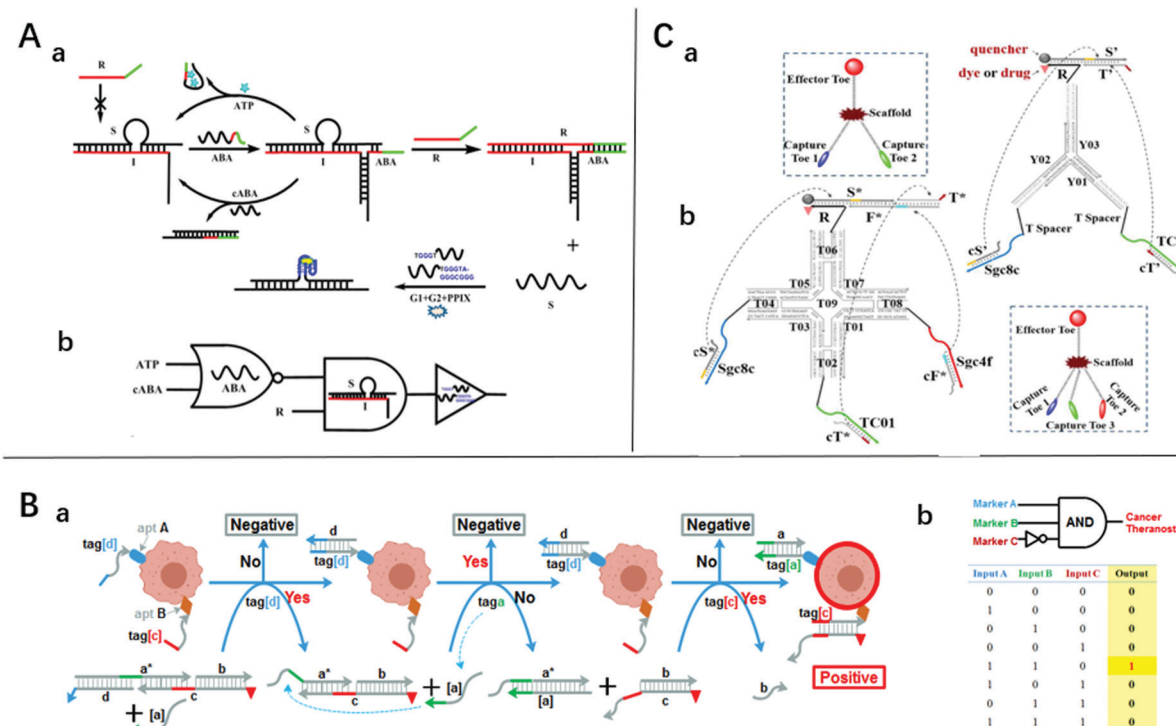 A
a
R
ATP
S
I
ABA
cABA
S
I
ABA
R
R
I
ABA
+
TGGGT
TGGGTA-
GGGCGGG
G1+G2+PPIX
S
b
ATP
cABA
ABA
R
S
I
C
a
Effector Toe
Scaffold
Capture
Toe 1
Capture
Toe 2
quencher
dye or drug
S'
R
T'
Y03
Y02
Y01
T Spacer
T Spacer
cS'
Sgc8c
TC
cT'
b
S*
T*
R
F*
T06
T05
T07
T04
T09
T08
T03
T01
T02
cS*
Sgc8c
Sgc4f
cF*
TC01
cT*
Effector Toe
Scaffold
Capture
Toe 1
Capture
Toe 2
Capture Toe 3
B
a
apt A
tag[d]
apt B
tag[c]
Negative
No
tag[d]
Yes
d
tag[d]
Negative
Yes
taga
No
d
tag[d]
Negative
No
tag[c]
Yes
a
tag[a]
tag[c]
Positive
a*
b
d
c
+
[a]
a*
b
c
+
[a]
a*
[a]
+
b
c
b
b
Marker A
Marker B
Marker C
AND
Cancer
Theranost
Input A Input B Input C Output
0 0 0 0
1 0 0 0
0 1 0 0
0 0 1 0
1 1 0 1
1 0 1 0
0 1 1 0
1 1 1 0